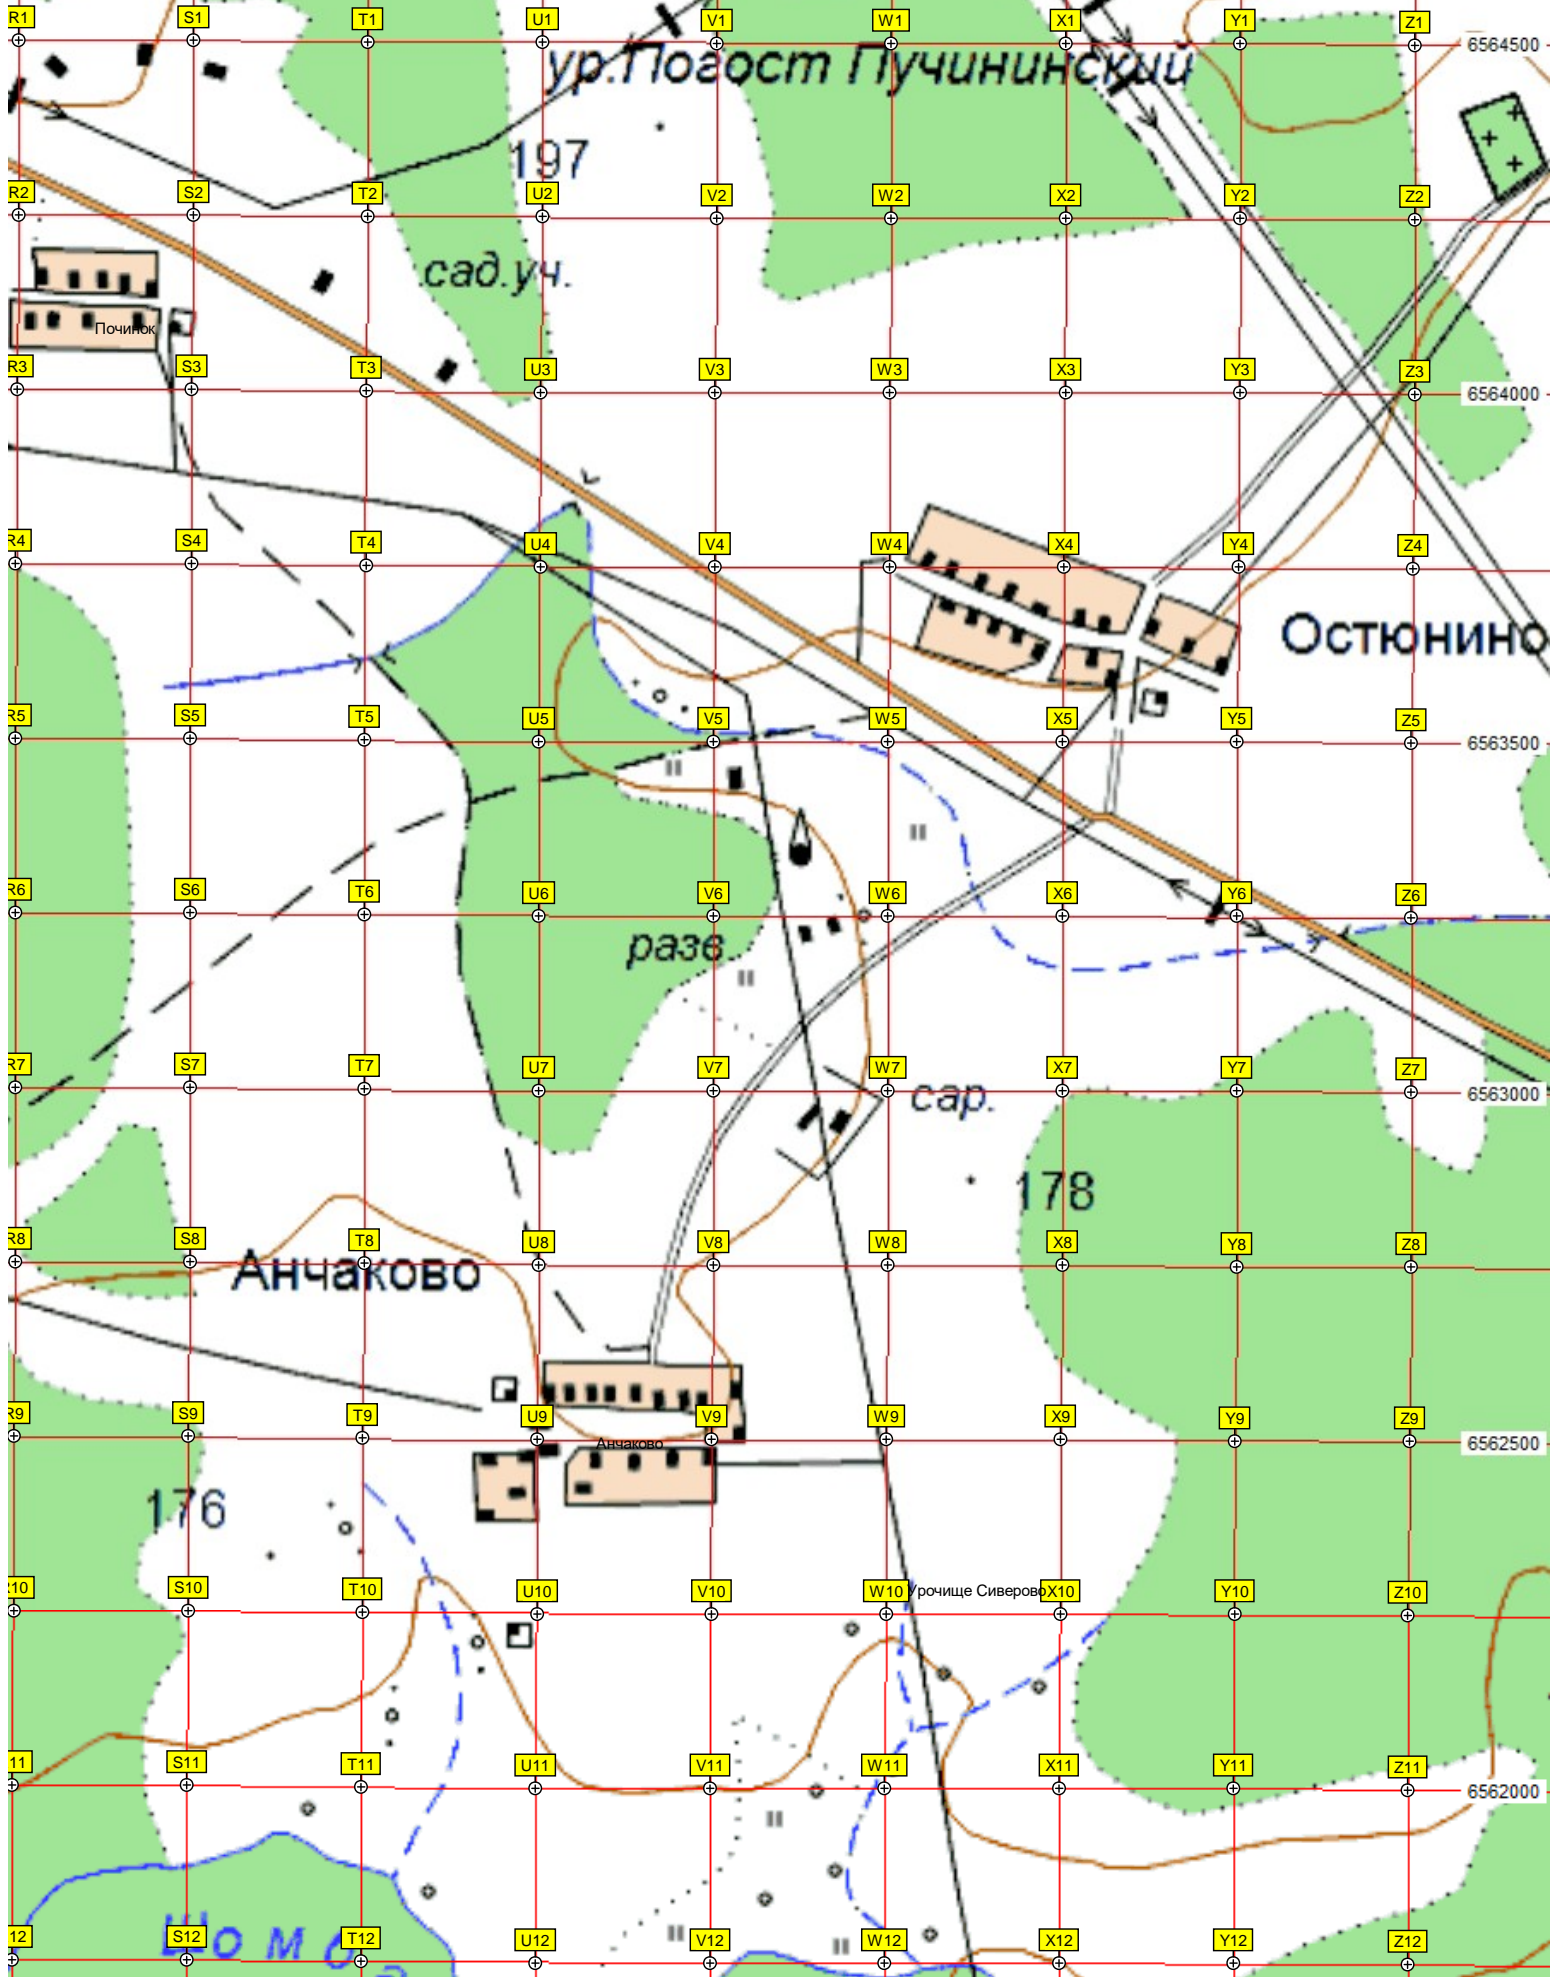 R1 S1 T1 U1 V1 W1 X1 Y1 Z1
6564500
ур.Погост Пучининский
197
R2 S2 T2 U2 V2 W2 X2 Y2 Z2
сад.уч.
Починок
R3 S3 T3 U3 V3 W3 X3 Y3 Z3
6564000
R4 S4 T4 U4 V4 W4 X4 Y4 Z4
Остюнино
R5 S5 T5 U5 V5 W5 X5 Y5 Z5
6563500
R6 S6 T6 U6 V6 W6 X6 Y6 Z6
разв.
R7 S7 T7 U7 V7 W7 X7 Y7 Z7
6563000
сар.
178
R8 S8 T8 U8 V8 W8 X8 Y8 Z8
Анчаково
R9 S9 T9 U9 V9 W9 X9 Y9 Z9
6562500
Анчаково
176
10 S10 T10 U10 V10 W10 Урочище Сиверово X10 Y10 Z10
11 S11 T11 U11 V11 W11 X11 Y11 Z11
6562000
12 S12 T12 U12 V12 W12 X12 Y12 Z12
Шомо